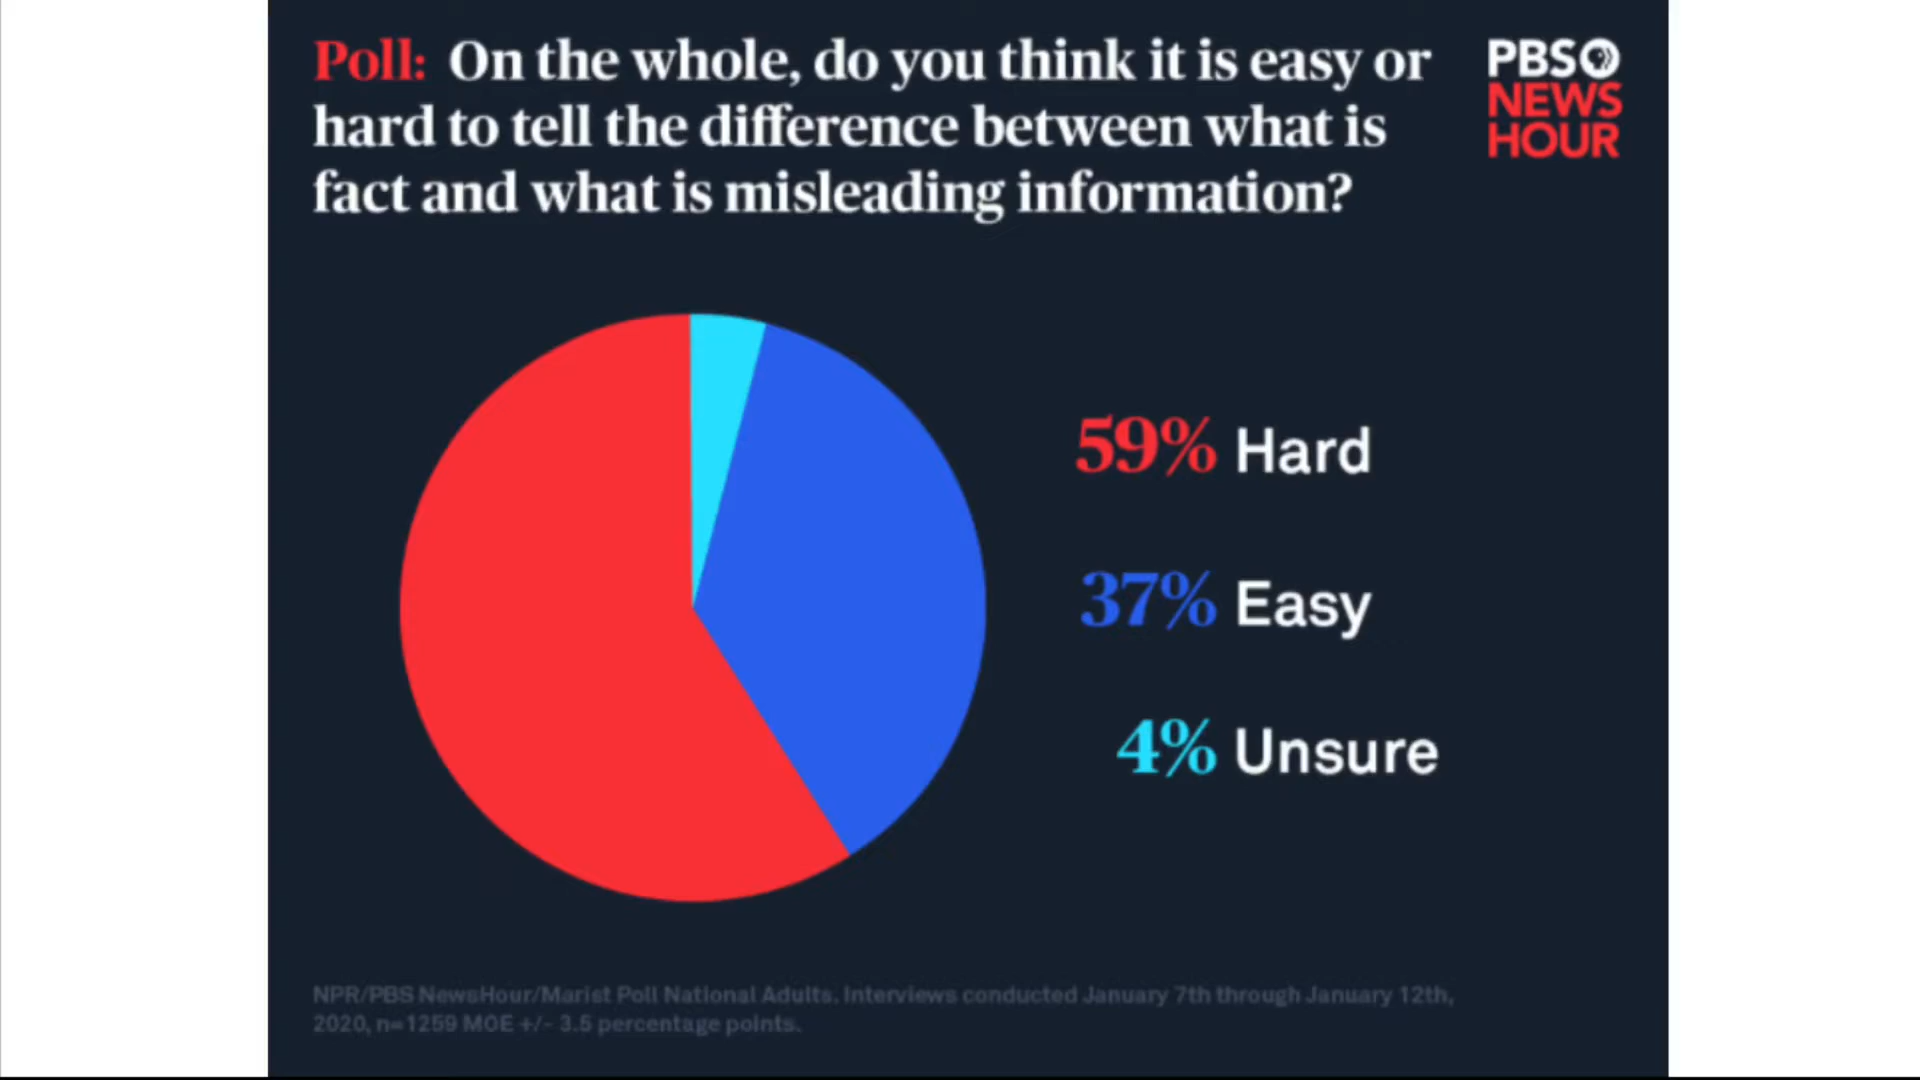 Poll: On the whole, do you think it is easy or
hard to tell the difference between what is
fact and what is misleading information?
PBS
NEWS
HOUR
59% Hard
37% Easy
4% Unsure
NPR/PBS NewsHour/Marist Poll National Adults. Interviews conducted January 7th through January 12th,
2020, n=1259 MOE +/- 3.5 percentage points.